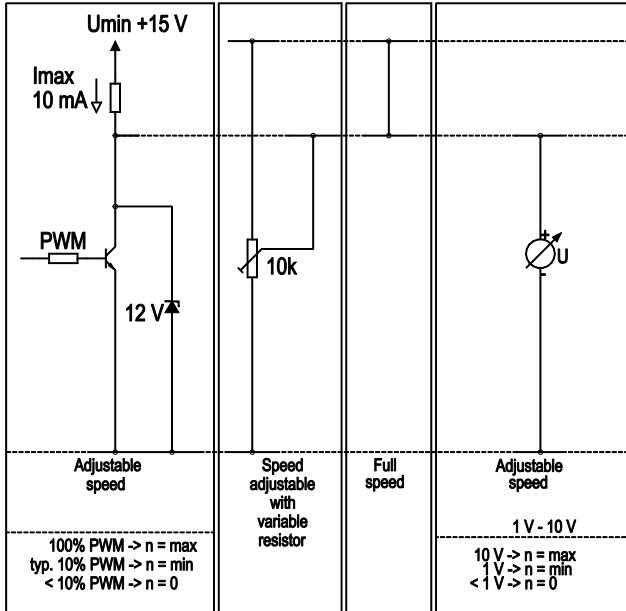 Umin +15 V
Imax
10 mA
PWM
12 V
Adjustable
speed
100% PWM -> n = max
typ. 10% PWM -> n = min
< 10% PWM -> n = 0
10k
Speed
adjustable
with
variable
resistor
Full
speed
+
U
-
Adjustable
speed
1 V - 10 V
10 V -> n = max
1 V -> n = min
< 1 V -> n = 0